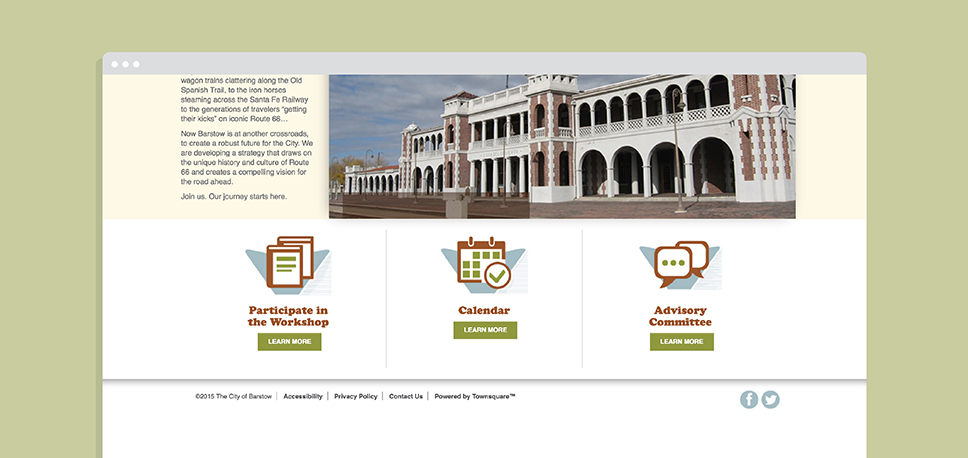 wagon trains clattering along the Old
Spanish Trail, to the iron horses
steaming across the Santa Fe Railway
to the generations of travelers "getting
their kicks" on iconic Route 66...
Now Barstow is at another crossroads,
to create a robust future for the City. We
are developing a strategy that draws on
the unique history and culture of Route
66 and creates a compelling vision for
the road ahead.
Join us. Our journey starts here.
Participate in
the Workshop
LEARN MORE
Calendar
LEARN MORE
Advisory
Committee
LEARN MORE
©2015 The City of Barstow | Accessibility | Privacy Policy | Contact Us | Powered by Townsquare™